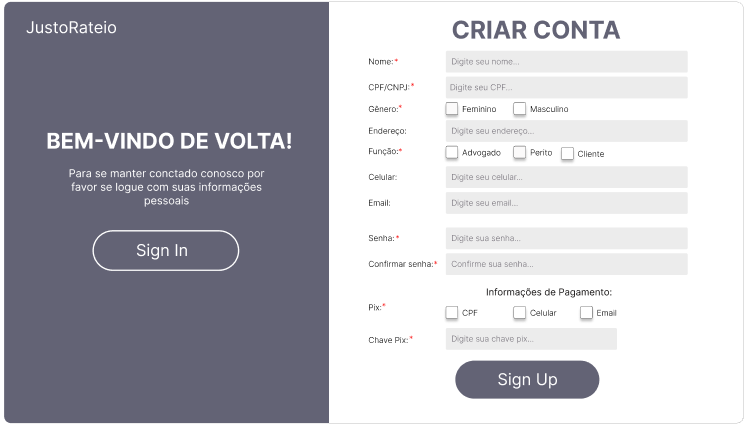 JustoRateio
BEM-VINDO DE VOLTA!
Para se manter conctado conosco por
favor se logue com suas informações
pessoais
Sign In
CRIAR CONTA
Nome:* Digite seu nome...
CPF/CNPJ:* Digite seu CPF...
Gênero:* Feminino Masculino
Endereço: Digite seu endereço...
Função:* Advogado Perito Cliente
Celular: Digite seu celular...
Email: Digite seu email...
Senha:* Digite sua senha...
Confirmar senha:* Confirme sua senha...
Informações de Pagamento:
Pix:* CPF Celular Email
Chave Pix:* Digite sua chave pix...
Sign Up